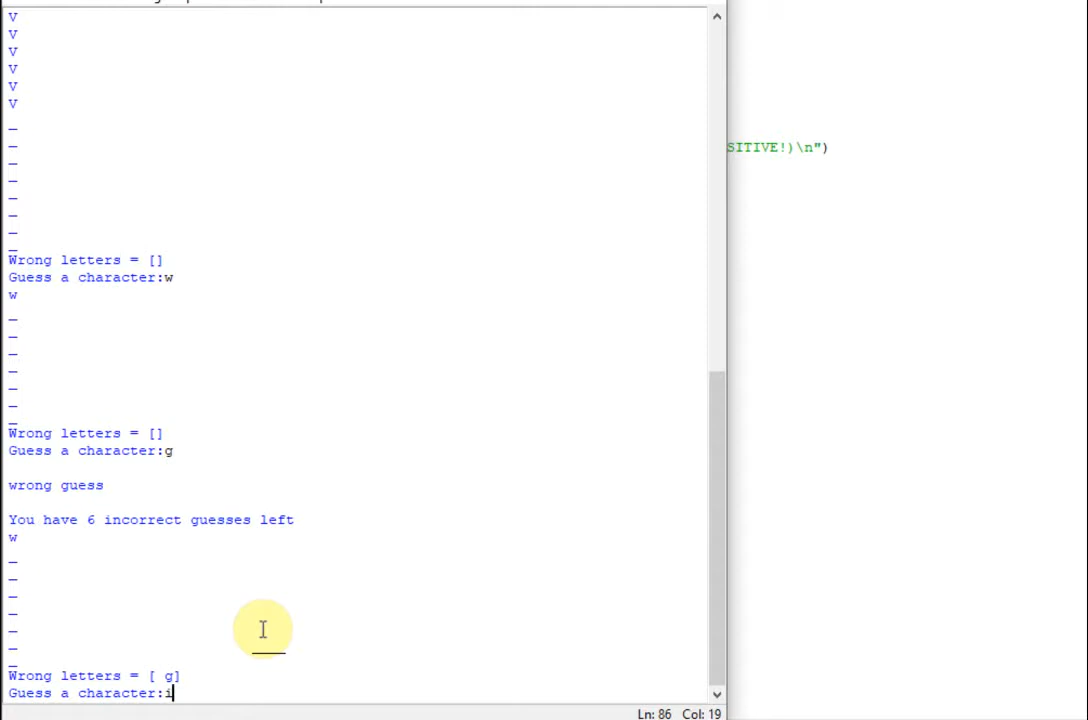 V
V
V
V
V
V
_
_
_
_
_
_
_
_
Wrong letters = []
Guess a character:w
w
_
_
_
_
_
_
_
Wrong letters = []
Guess a character:g
wrong guess
You have 6 incorrect guesses left
w
_
_
_
_
_
_
_
Wrong letters = [ g]
Guess a character:i
SITIVE!)\n")
Ln: 86 Col: 19